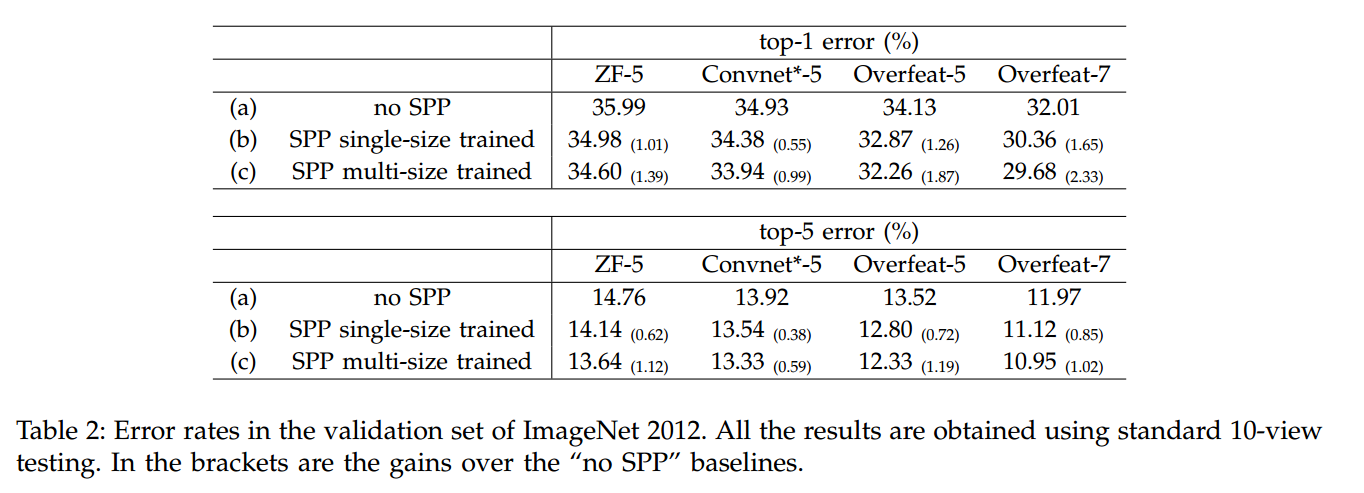 top-1 error (%)
ZF-5 Convnet*-5 Overfeat-5 Overfeat-7
(a) no SPP 35.99 34.93 34.13 32.01
(b) SPP single-size trained 34.98 (1.01) 34.38 (0.55) 32.87 (1.26) 30.36 (1.65)
(c) SPP multi-size trained 34.60 (1.39) 33.94 (0.99) 32.26 (1.87) 29.68 (2.33)
top-5 error (%)
ZF-5 Convnet*-5 Overfeat-5 Overfeat-7
(a) no SPP 14.76 13.92 13.52 11.97
(b) SPP single-size trained 14.14 (0.62) 13.54 (0.38) 12.80 (0.72) 11.12 (0.85)
(c) SPP multi-size trained 13.64 (1.12) 13.33 (0.59) 12.33 (1.19) 10.95 (1.02)
Table 2: Error rates in the validation set of ImageNet 2012. All the results are obtained using standard 10-view
testing. In the brackets are the gains over the “no SPP” baselines.